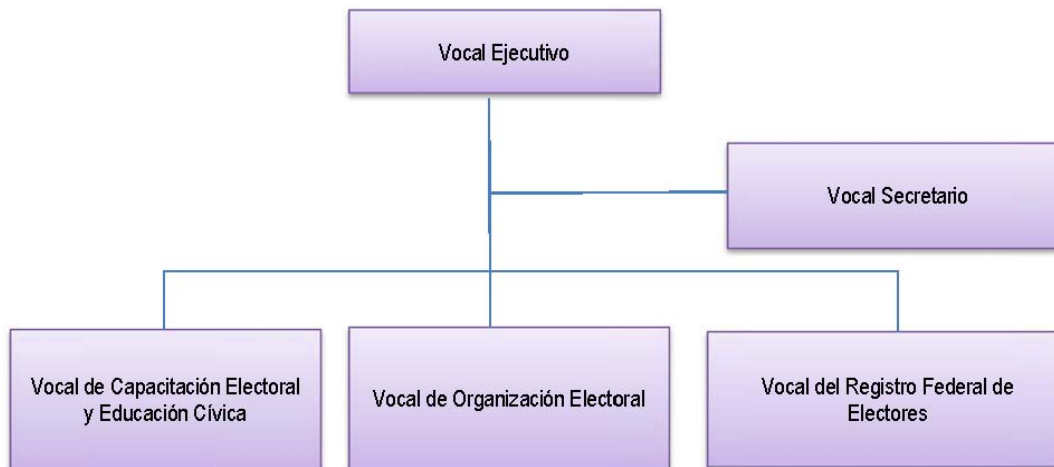 Vocal Ejecutivo
Vocal Secretario
Vocal de Capacitación Electoral
y Educación Cívica
Vocal de Organización Electoral
Vocal del Registro Federal de
Electores